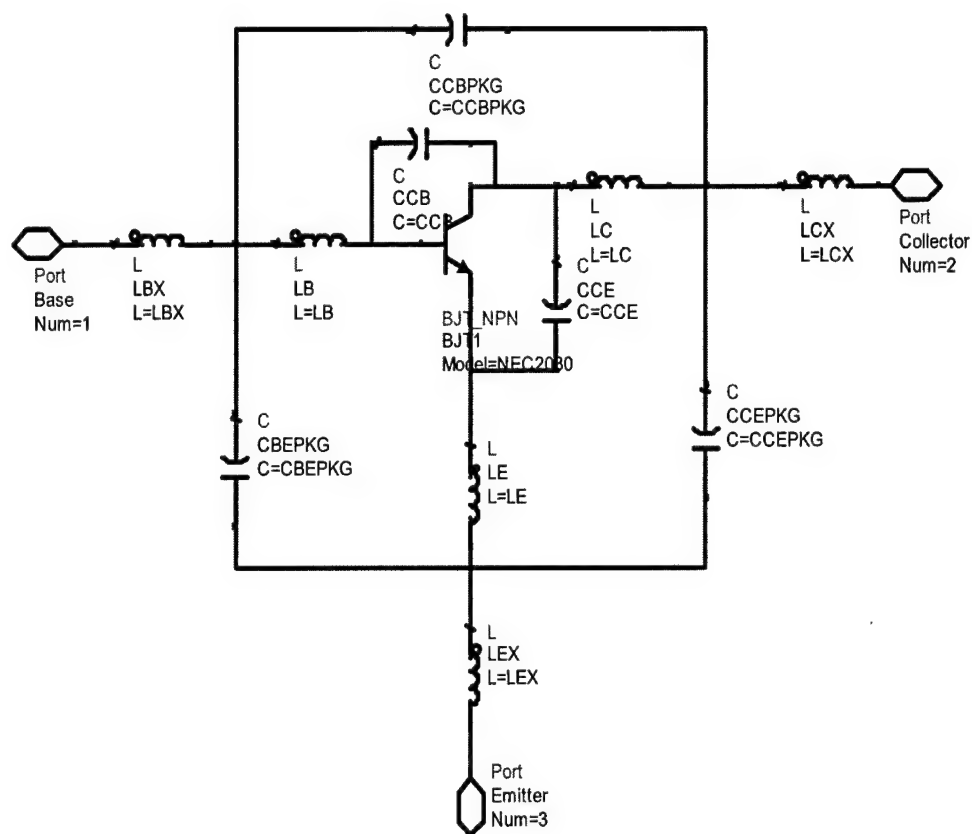 C
CCBPKG
C=CCBPKG
C
CCB
C=CCB
L
LC
L=LC
L
LCX
L=LCX
Port
Collector
Num=2
Port
Base
Num=1
L
LBX
L=LBX
L
LB
L=LB
C
CCE
C=CCE
BJT_NPN
BJT1
Model=NEC2080
C
CBEPKG
C=CBEPKG
C
CCEPKG
C=CCEPKG
L
LE
L=LE
L
LEX
L=LEX
Port
Emitter
Num=3